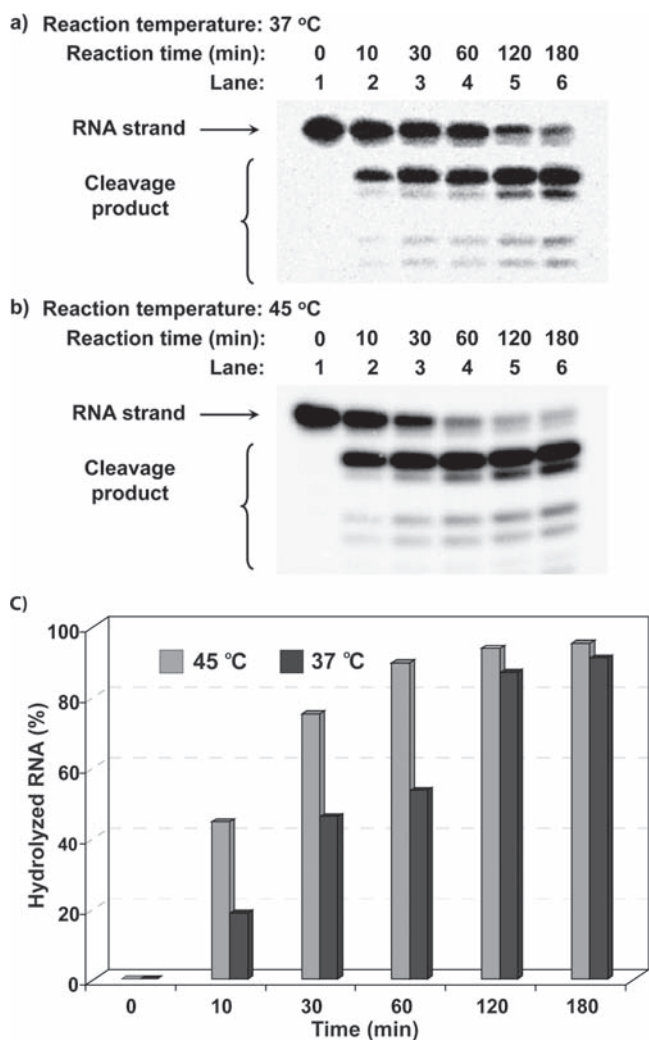 a) Reaction temperature: 37 °C
Reaction time (min): 0 10 30 60 120 180
Lane: 1 2 3 4 5 6
RNA strand
Cleavage
product
b) Reaction temperature: 45 °C
Reaction time (min): 0 10 30 60 120 180
Lane: 1 2 3 4 5 6
RNA strand
Cleavage
product
C)
100
45 °C 37 °C
80
60
40
20
0
Hydrolyzed RNA (%)
0 10 30 60 120 180
Time (min)